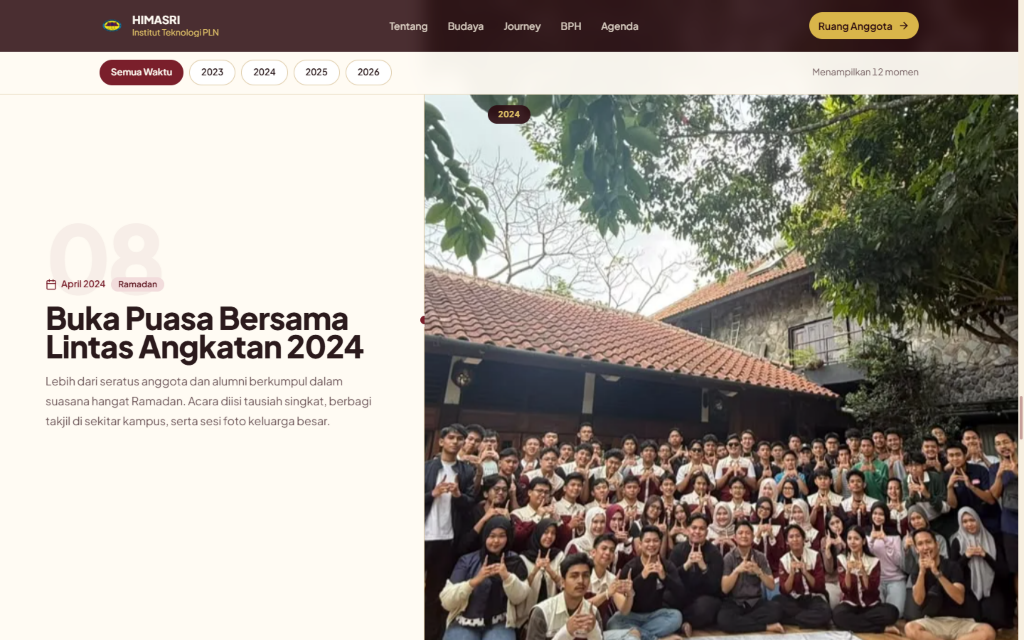 HIMASRI
Institut Teknologi PLN
Tentang
Budaya
Journey
BPH
Agenda
Ruang Anggota
Semua Waktu
2023
2024
2025
2026
Menampilkan 12 momen
2024
08
April 2024
Ramadan
Buka Puasa Bersama
Lintas Angkatan 2024
Lebih dari seratus anggota dan alumni berkumpul dalam
suasana hangat Ramadan. Acara diisi tausiah singkat, berbagi
takjil di sekitar kampus, serta sesi foto keluarga besar.